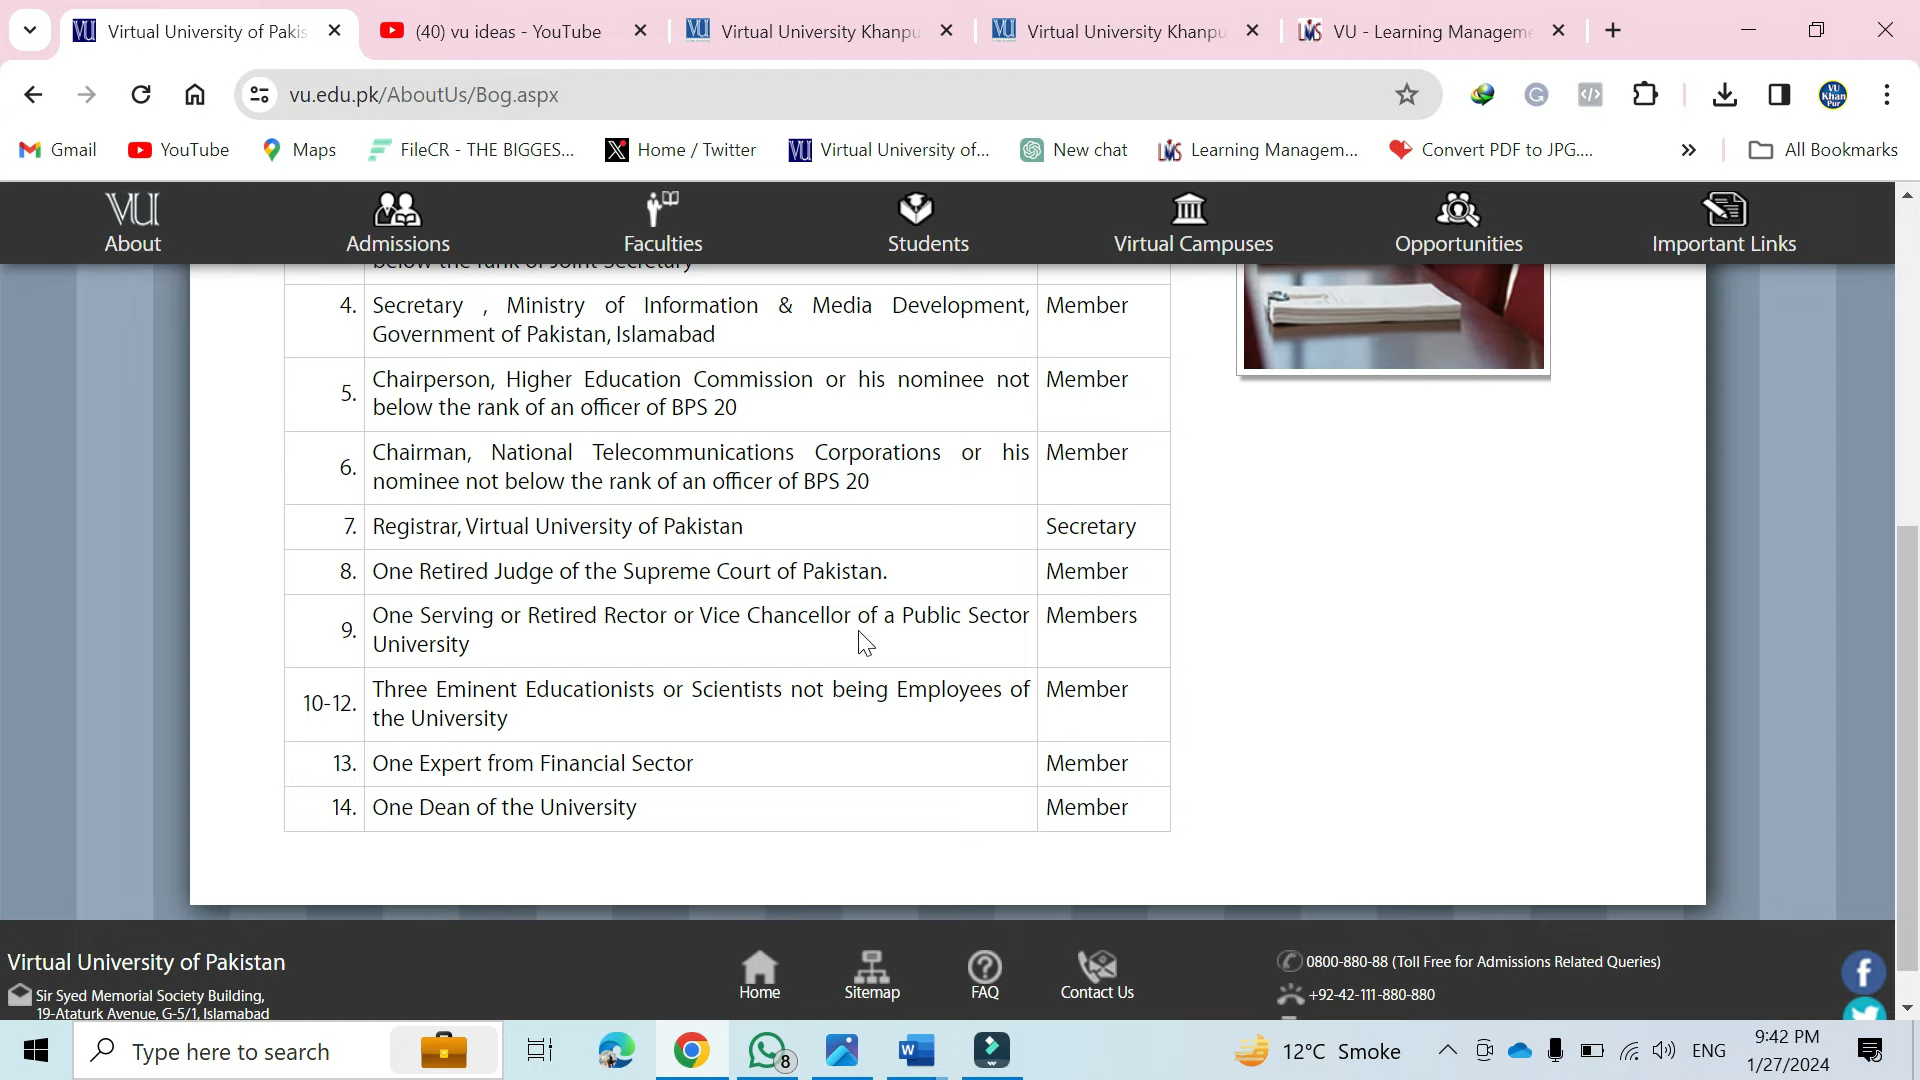 Virtual University of Pakis
(40) vu ideas - YouTube
Virtual University Khanpu
Virtual University Khanpu
VU - Learning Manageme
vu.edu.pk/AboutUs/Bog.aspx
VU Khan Pur
Gmail
YouTube
Maps
FileCR - THE BIGGES...
Home / Twitter
Virtual University of...
New chat
Learning Managem...
Convert PDF to JPG....
All Bookmarks
VU
About
Admissions
Faculties
Students
Virtual Campuses
Opportunities
Important Links
below the rank of Joint Secretary
4. Secretary , Ministry of Information & Media Development, Member
Government of Pakistan, Islamabad
5. Chairperson, Higher Education Commission or his nominee not Member
below the rank of an officer of BPS 20
6. Chairman, National Telecommunications Corporations or his Member
nominee not below the rank of an officer of BPS 20
7. Registrar, Virtual University of Pakistan Secretary
8. One Retired Judge of the Supreme Court of Pakistan. Member
9. One Serving or Retired Rector or Vice Chancellor of a Public Sector Members
University
10-12. Three Eminent Educationists or Scientists not being Employees of Member
the University
13. One Expert from Financial Sector Member
14. One Dean of the University Member
Virtual University of Pakistan
Sir Syed Memorial Society Building,
19-Ataturk Avenue, G-5/1, Islamabad
Home
Sitemap
FAQ
Contact Us
0800-880-88 (Toll Free for Admissions Related Queries)
+92-42-111-880-880
Type here to search
8
12°C Smoke
ENG
9:42 PM
1/27/2024